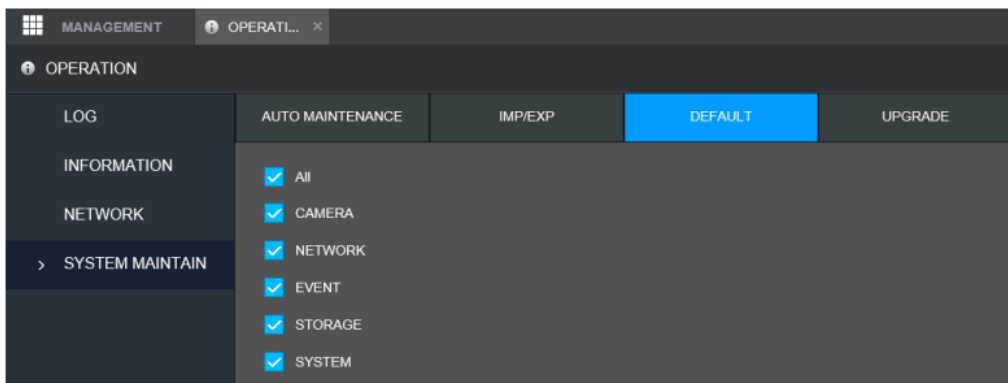 MANAGEMENT
OPERATI... ×
OPERATION
LOG
INFORMATION
NETWORK
> SYSTEM MAINTAIN
AUTO MAINTENANCE
IMP/EXP
DEFAULT
UPGRADE
All
CAMERA
NETWORK
EVENT
STORAGE
SYSTEM